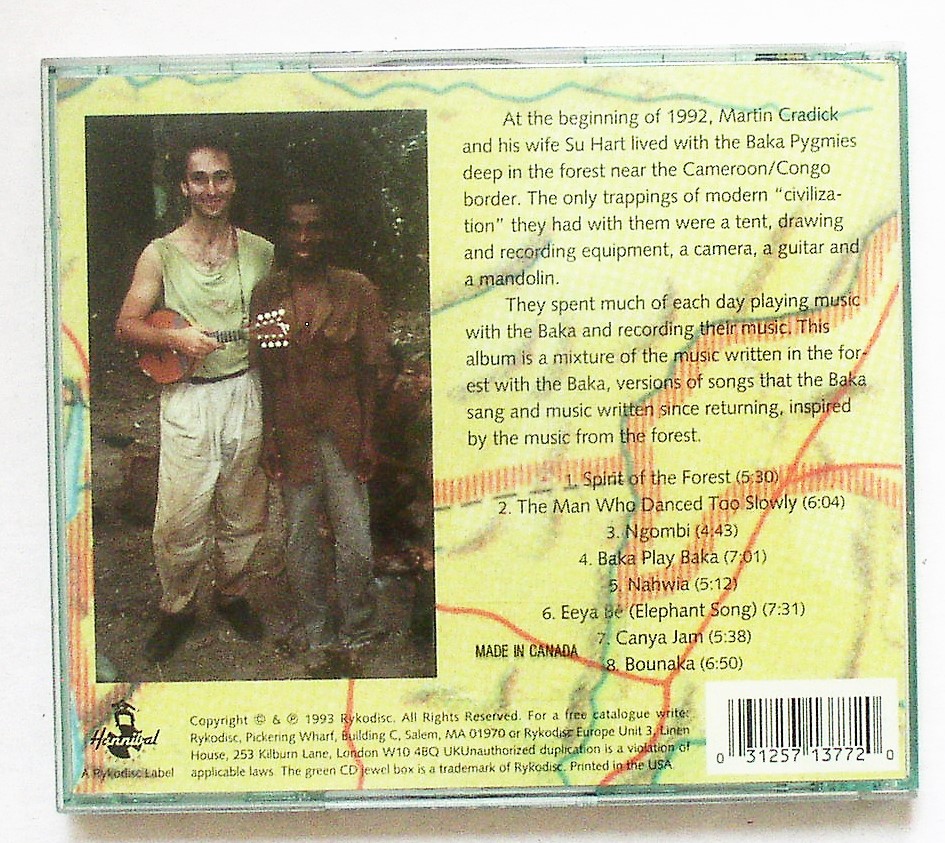 At the beginning of 1992, Martin Cradick
and his wife Su Hart lived with the Baka Pygmies
deep in the forest near the Cameroon/Congo
border. The only trappings of modern "civiliza-
tion" they had with them were a tent, drawing
and recording equipment, a camera, a guitar and
a mandolin.
They spent much of each day playing music
with the Baka and recording their music. This
album is a mixture of the music written in the for-
est with the Baka, versions of songs that the Baka
sang and music written since returning, inspired
by the music from the forest.
1. Spirit of the Forest (5:30)
2. The Man Who Danced Too Slowly (6:04)
3. Ngombi (4:43)
4. Baka Play Baka (7:01)
5. Nahwia (5:12)
6. Eeya Be (Elephant Song) (7:31)
7. Canya Jam (5:38)
8. Bounaka (6:50)
MADE IN CANADA
Hannibal
A Rykodisc Label
Copyright © & ℗ 1993 Rykodisc. All Rights Reserved. For a free catalogue write:
Rykodisc, Pickering Wharf, Building C, Salem, MA 01970 or Rykodisc Europe Unit 3, Linen
House, 253 Kilburn Lane, London W10 4BQ UKUnauthorized duplication is a violation of
applicable laws. The green CD jewel box is a trademark of Rykodisc. Printed in the USA
0 31257 13772 0